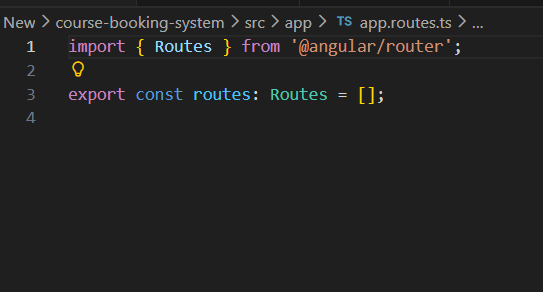 New > course-booking-system > src > app > TS app.routes.ts > ...
1 import { Routes } from '@angular/router';
2
3 export const routes: Routes = [];
4